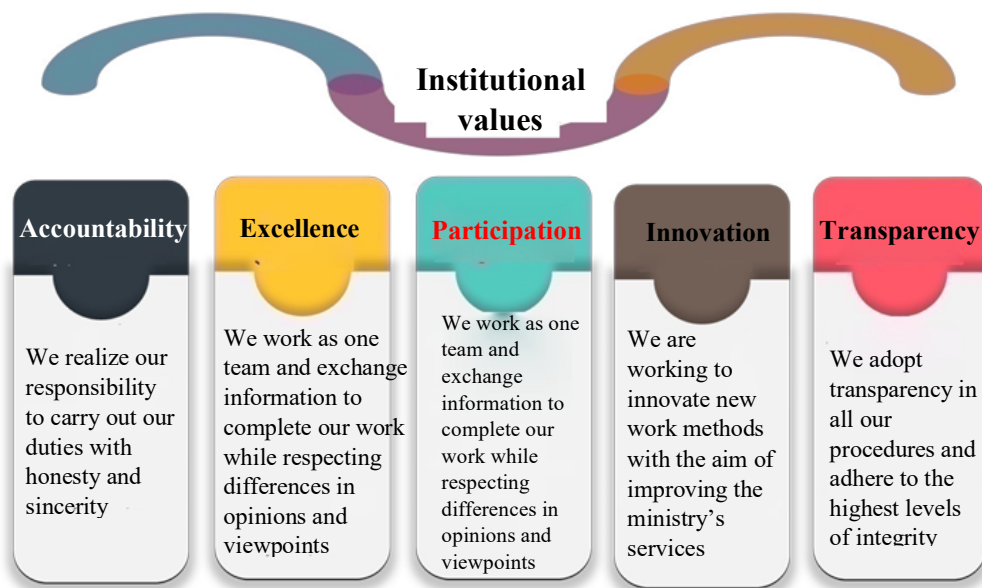 Institutional
values
Accountability
We realize our
responsibility
to carry out our
duties with
honesty and
sincerity
Excellence
We work as one
team and exchange
information to
complete our work
while respecting
differences in
opinions and
viewpoints
Participation
We work as one
team and
exchange
information to
complete our
work while
respecting
differences in
opinions and
viewpoints
Innovation
We are
working to
innovate new
work methods
with the aim of
improving the
ministry’s
services
Transparency
We adopt
transparency in
all our
procedures and
adhere to the
highest levels
of integrity